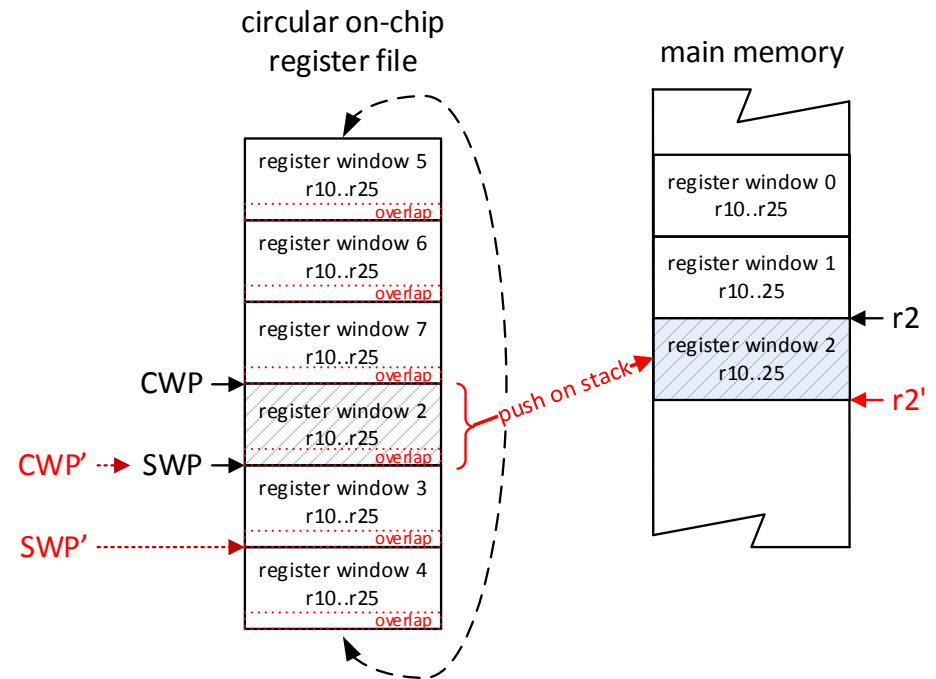 circular on-chip
register file
register window 5
r10..r25
overlap
register window 6
r10..r25
overlap
register window 7
r10..r25
overlap
CWP
register window 2
r10..r25
overlap
CWP’
SWP
register window 3
r10..r25
overlap
SWP’
register window 4
r10..r25
overlap
push on stack
main memory
register window 0
r10..r25
register window 1
r10..25
r2
register window 2
r10..25
r2'